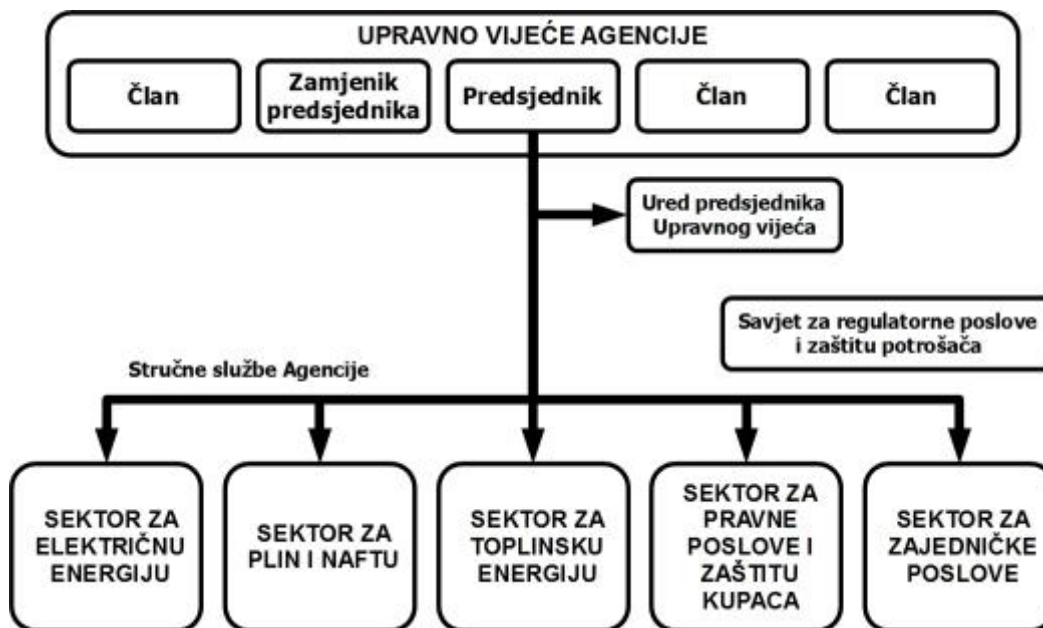 UPRAVNO VIJEĆE AGENCIJE
Član
Zamjenik
predsjednika
Predsjednik
Član
Član
Ured predsjednika
Upravnog vijeća
Savjet za regulatorne poslove
i zaštitu potrošača
Stručne službe Agencije
SEKTOR ZA
ELEKTRIČNU
ENERGIJU
SEKTOR ZA
PLIN I NAFTU
SEKTOR ZA
TOPLINSKU
ENERGIJU
SEKTOR ZA
PRAVNE
POSLOVE I
ZAŠTITU
KUPACA
SEKTOR ZA
ZAJEDNIČKE
POSLOVE